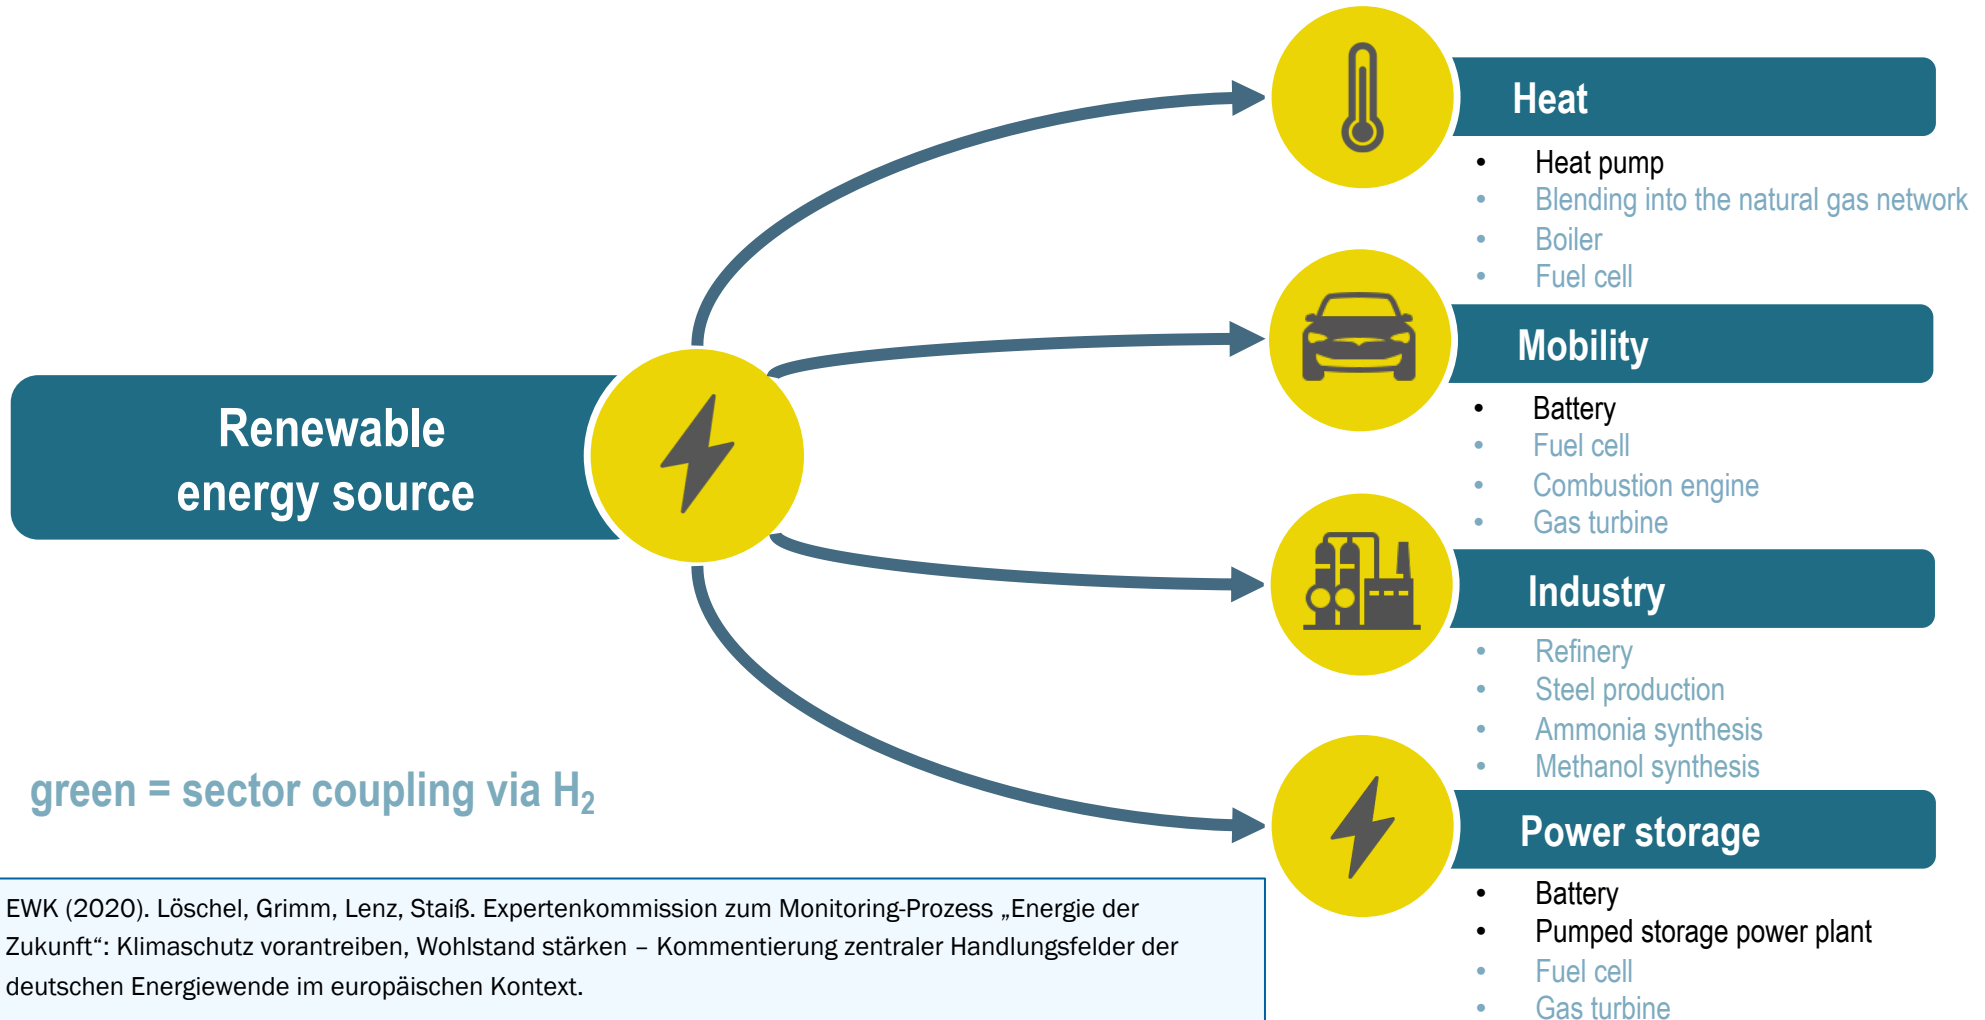 Renewable
energy source
Heat
• Heat pump
• Blending into the natural gas network
• Boiler
• Fuel cell
Mobility
• Battery
• Fuel cell
• Combustion engine
• Gas turbine
Industry
• Refinery
• Steel production
• Ammonia synthesis
• Methanol synthesis
Power storage
• Battery
• Pumped storage power plant
• Fuel cell
• Gas turbine
green = sector coupling via H₂
EWK (2020). Löschel, Grimm, Lenz, Staiß. Expertenkommission zum Monitoring-Prozess „Energie der
Zukunft“: Klimaschutz vorantreiben, Wohlstand stärken – Kommentierung zentraler Handlungsfelder der
deutschen Energiewende im europäischen Kontext.